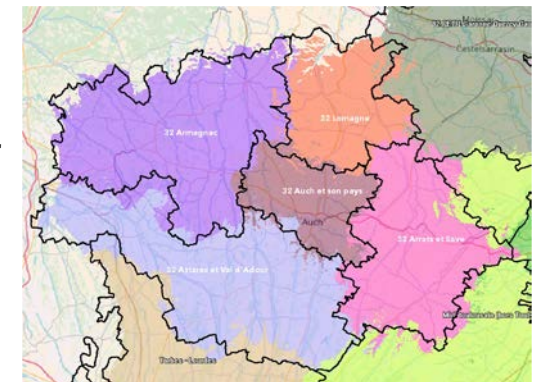 Castelsarrasin
32 Lomagne
32 Armagnac
32 Auch et son pays
Auch
32 Arrats et Save
32 Astarac et Val d'Adour
Tarbes - Lourdes